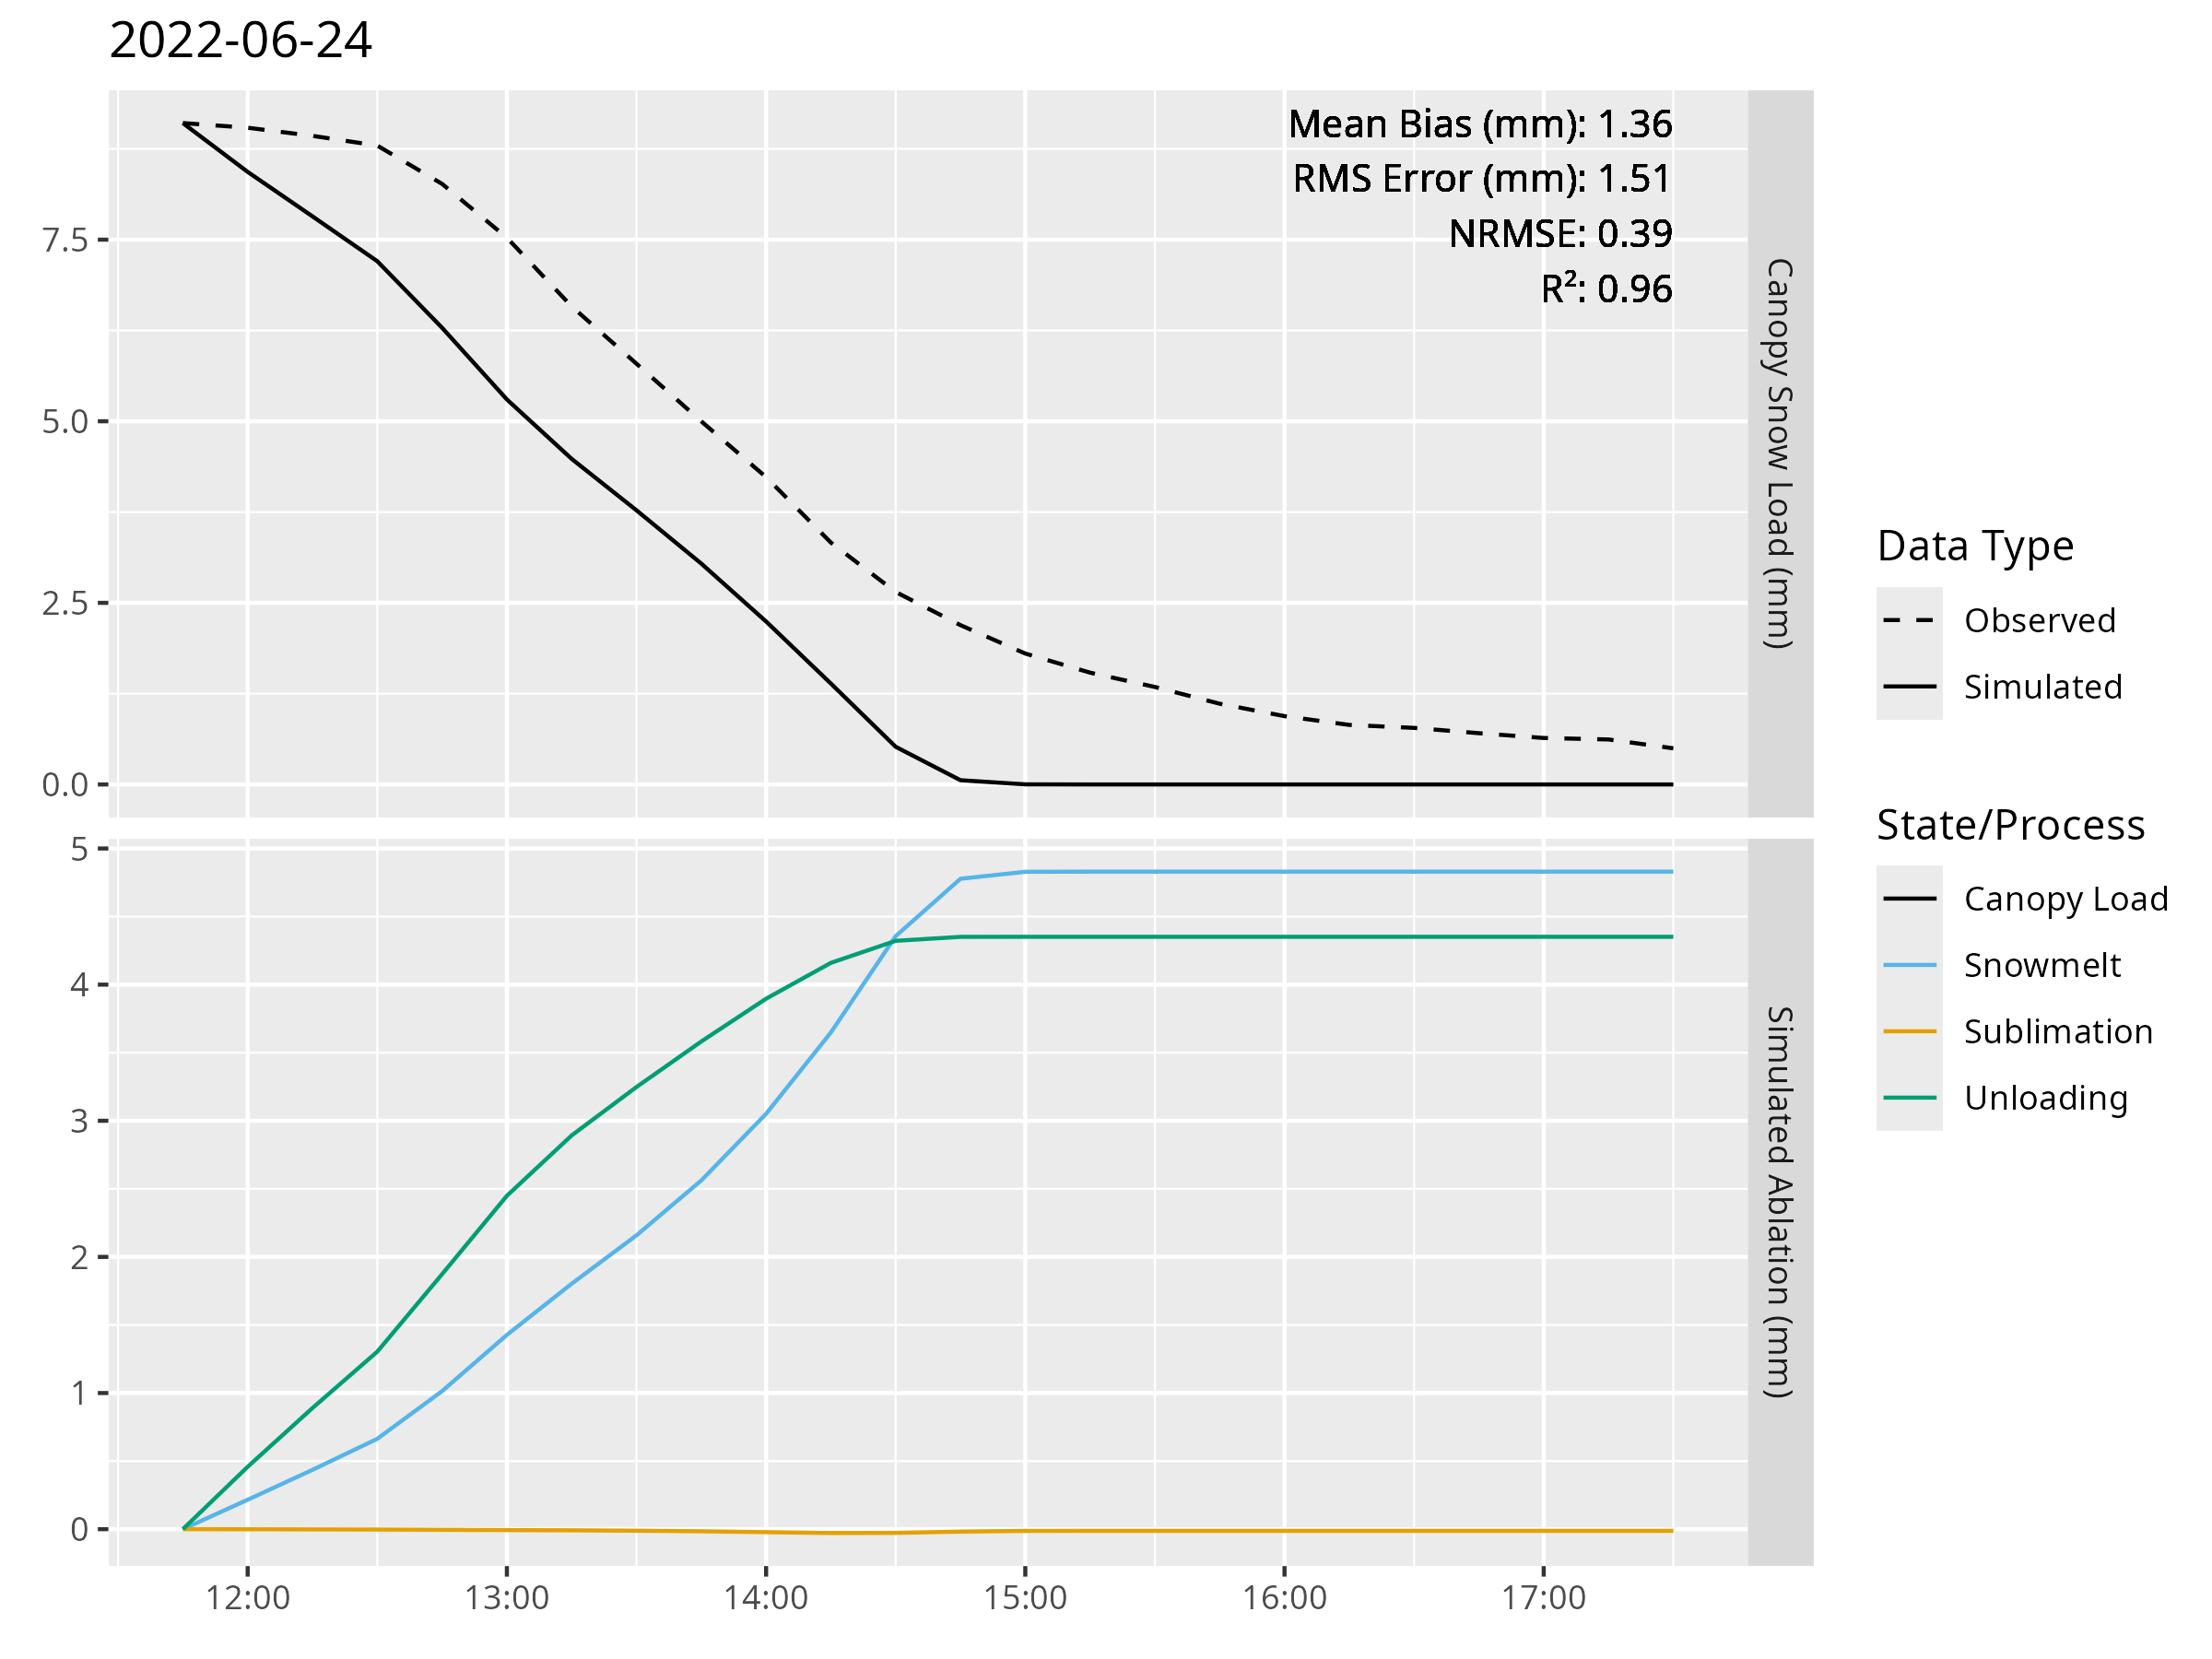 2022-06-24
Mean Bias (mm): 1.36
RMS Error (mm): 1.51
NRMSE: 0.39
R²: 0.96
7.5
5.0
2.5
0.0
Canopy Snow Load (mm)
5
4
3
2
1
0
Simulated Ablation (mm)
12:00
13:00
14:00
15:00
16:00
17:00
Data Type
Observed
Simulated
State/Process
Canopy Load
Snowmelt
Sublimation
Unloading